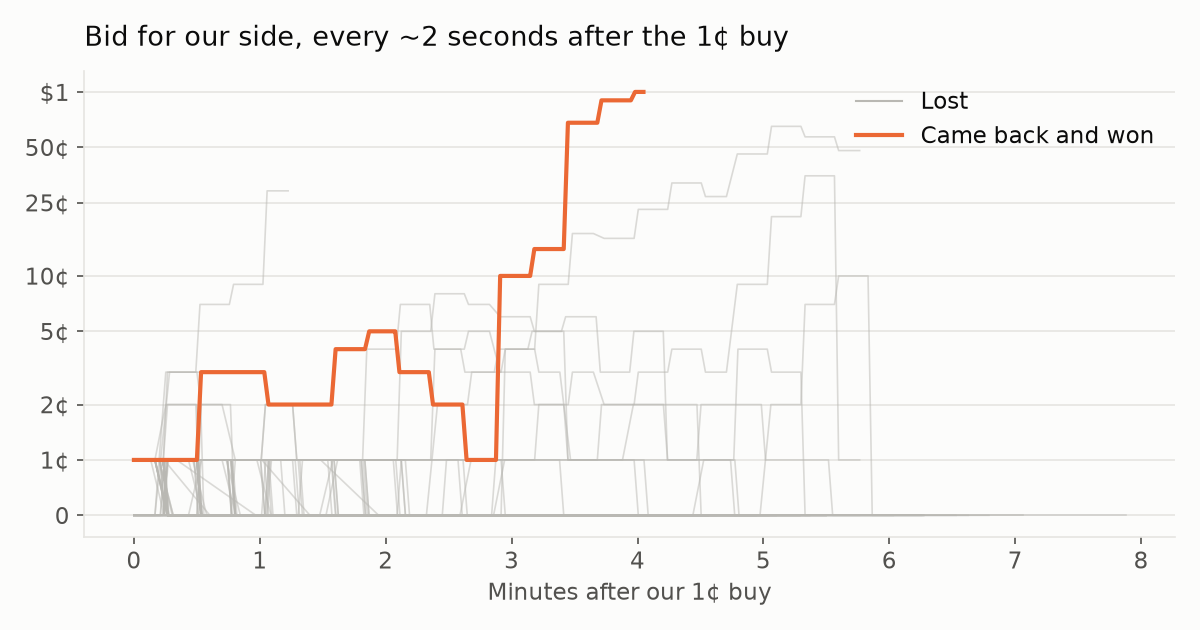 Bid for our side, every ~2 seconds after the 1¢ buy
$1
50¢
25¢
10¢
5¢
2¢
1¢
0
Lost
Came back and won
0 1 2 3 4 5 6 7 8
Minutes after our 1¢ buy